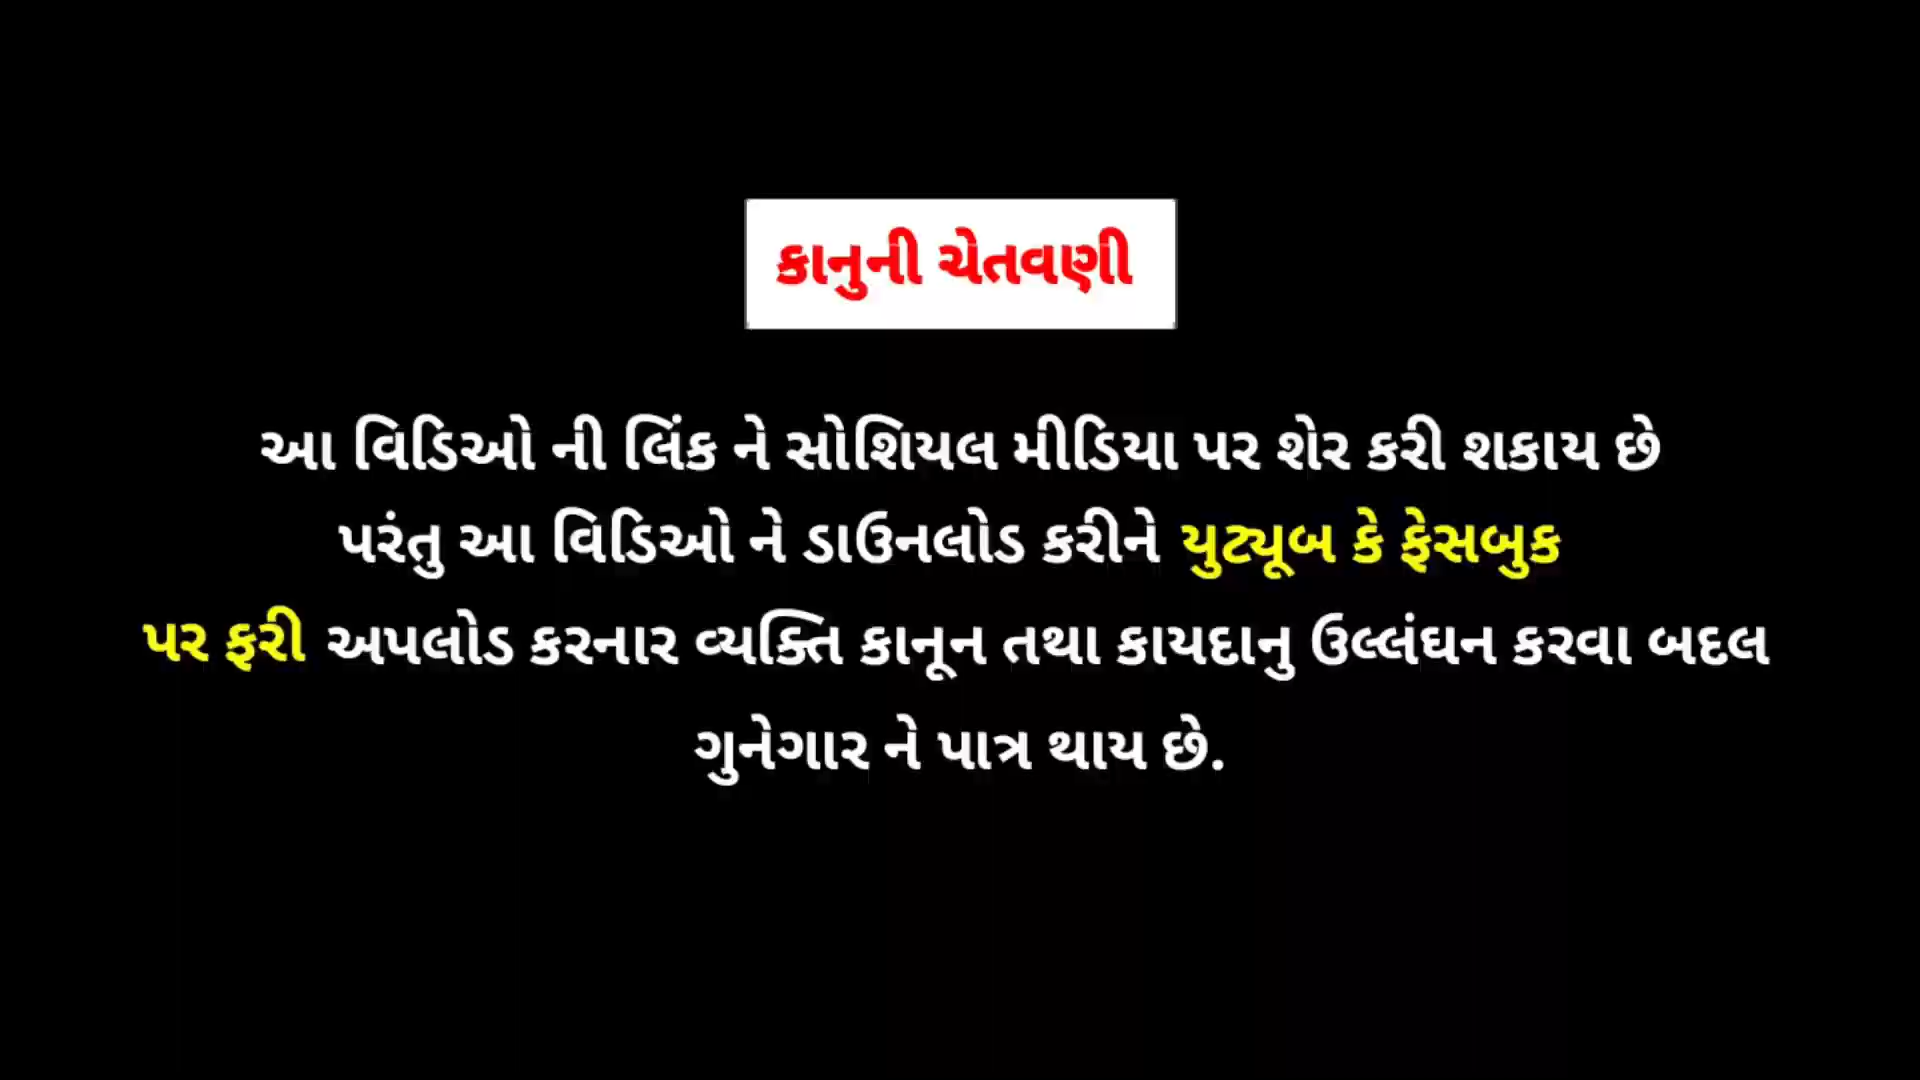 કાનુની ચેતવણી
આ વિડિઓ ની લિંક ને સોશિયલ મીડિયા પર શેર કરી શકાય છે
પરંતુ આ વિડિઓ ને ડાઉનલોડ કરીને યુટ્યૂબ કે ફેસબુક
પર ફરી અપલોડ કરનાર વ્યક્તિ કાનૂન તથા કાયદાનુ ઉલ્લંઘન કરવા બદલ
ગુનેગાર ને પાત્ર થાય છે.